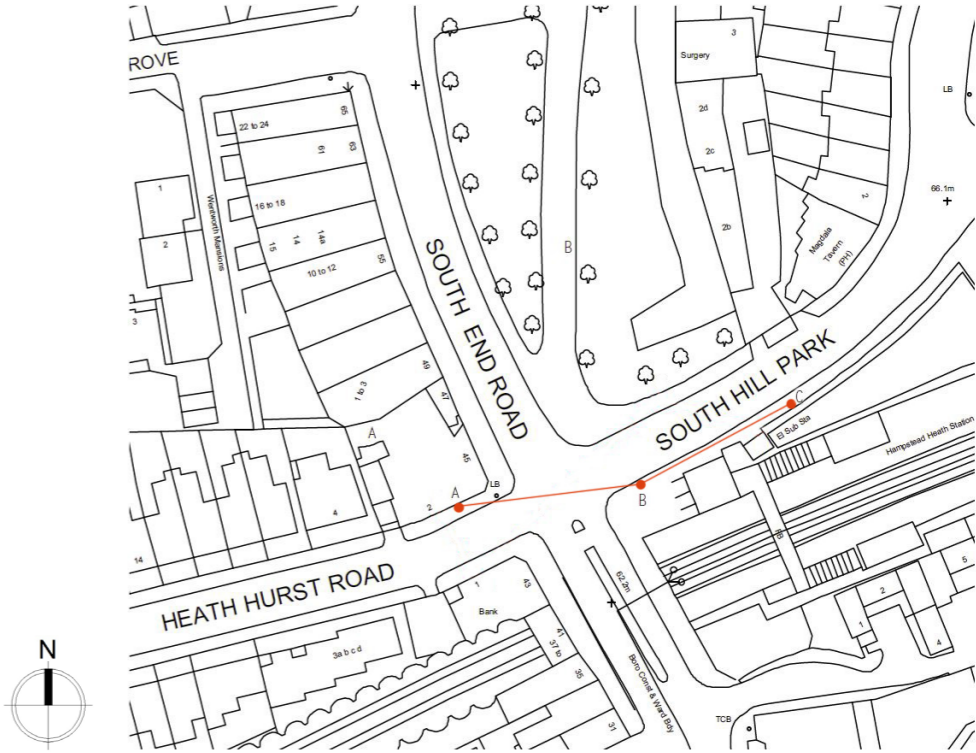 3
Surgery
ROVE
LB
65
22 to 24
2d
63
61
2c
1
66.1m
2
16 to 18
Wentworth Mansions
14a
2b
14
2
15
B
55
Magdala
Tavern
(PH)
10 to 12
3
SOUTH END ROAD
SOUTH HILL PARK
49
1 to 3
47
C
A
El Sub Sta
Hampstead Heath Station
45
LB
A
B
2
4
FB
14
62.2m
5
HEATH HURST ROAD
1
43
2
Bank
1
41
37 to
4
N
3a b c d
35
Boro Const & Ward Bdy
31
TCB